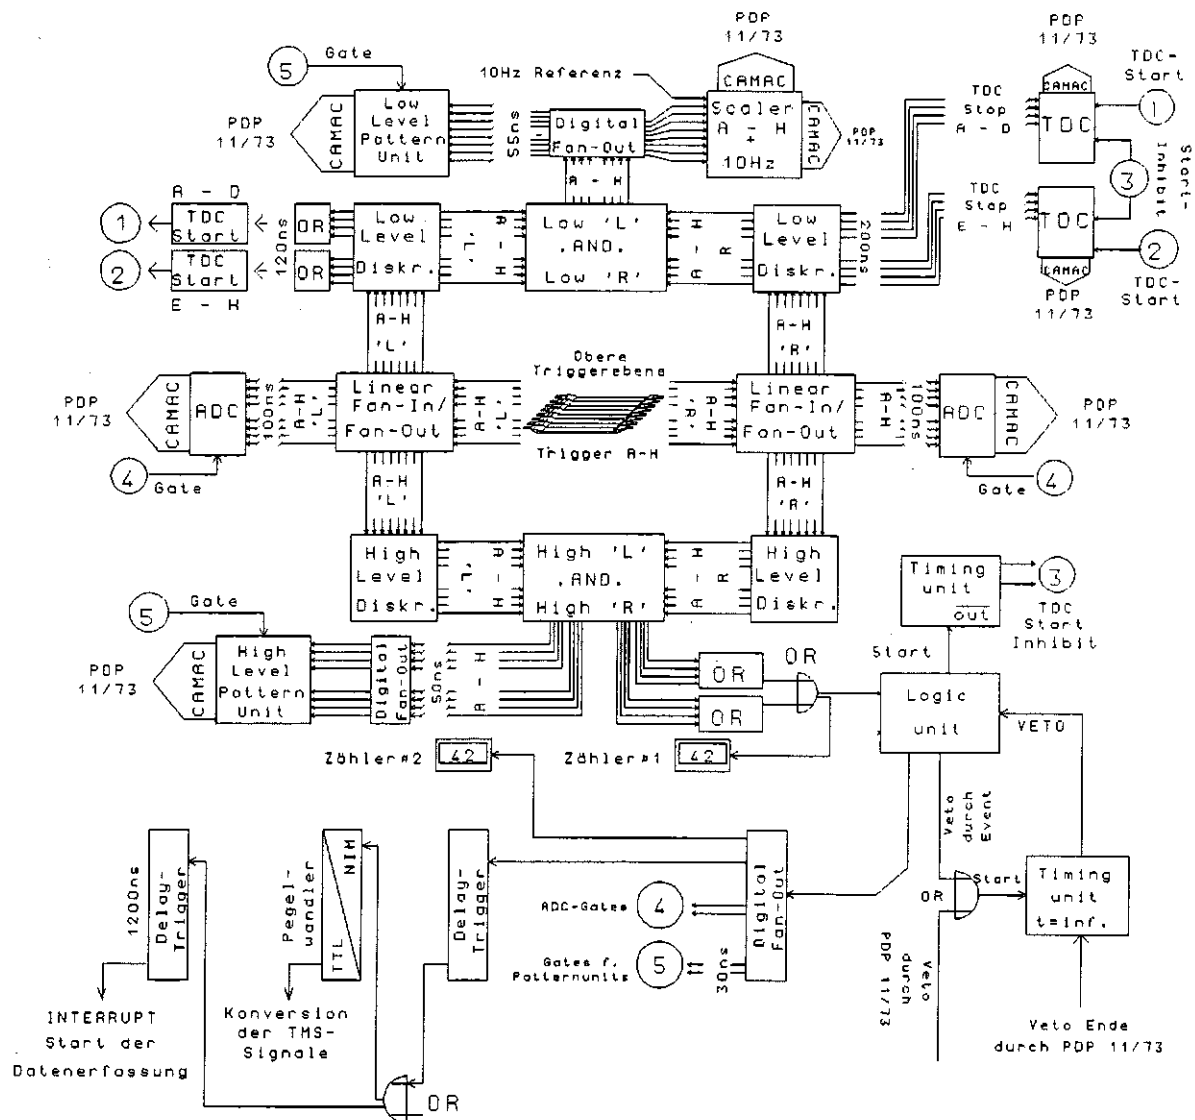 PDP
11/73
PDP
11/73
TDC-
Start
5
Gate
10Hz Referenz
CAMAC
CAMAC
1
PDP
11/73
CAMAC
Low
Level
Pattern
Unit
55ns
Digital
Fan-Out
Scaler
A - H
+
10Hz
CAMAC
PDP
11/73
TDC
Stop
A - D
TDC
3
Start-
Inhibit
A - H
A - D
1
TDC
Start
120ns
OR
Low
Level
Diskr.
A - H
'L'
Low 'L'
.AND.
Low 'R'
A - H
R
Low
Level
Diskr.
200ns
TDC
Stop
E - H
TDC
2
TDC
Start
OR
E - H
CAMAC
PDP
11/73
TDC-
Start
A-H
'L'
A-H
'R'
Obere
Triggerebene
PDP
11/73
CAMAC
ADC
100ns
A-H
'L'
Linear
Fan-In/
Fan-Out
A-H
'L'
A-H
'R'
Linear
Fan-In/
Fan-Out
A-H
100ns
ADC
CAMAC
PDP
11/73
Trigger A-H
4
Gate
A-H
'L'
A-H
'R'
Gate
4
High
Level
Diskr.
A - H
'L'
High 'L'
.AND.
High 'R'
A - H
R
High
Level
Diskr.
Timing
unit
out
3
TDC
Start
Inhibit
5
Gate
PDP
11/73
CAMAC
High
Level
Pattern
Unit
Digital
Fan-Out
50ns
A - H
OR
OR
OR
Start
Logic
unit
VETO
Zähler#2
42
Zähler#1
42
Veto
durch
Event
1200ns
Delay-
Trigger
Pegel-
wandler
NIM
TTL
Delay-
Trigger
ADC-Gates
4
Gates f.
Patternunits
5
30ns
Digital
Fan-Out
OR
Start
Timing
unit
t=inf.
Veto
durch
PDP 11/73
INTERRUPT
Start der
Datenerfassung
Konversion
der TMS-
Signale
Veto Ende
durch PDP 11/73
OR